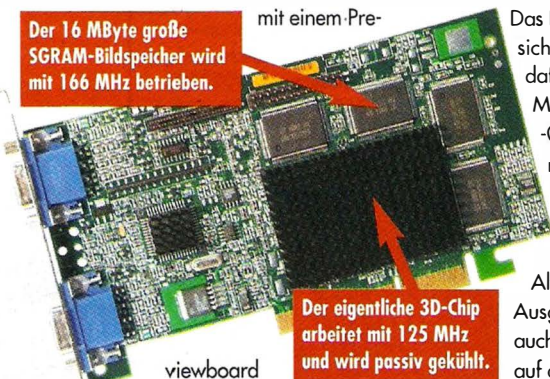 mit einem Pre-
Der 16 MByte große
SGRAM-Bildspeicher wird
mit 166 MHz betrieben.
Der eigentliche 3D-Chip
arbeitet mit 125 MHz
und wird passiv gekühlt.
viewboard
Das
sich
Al
Ausg
auch
auf